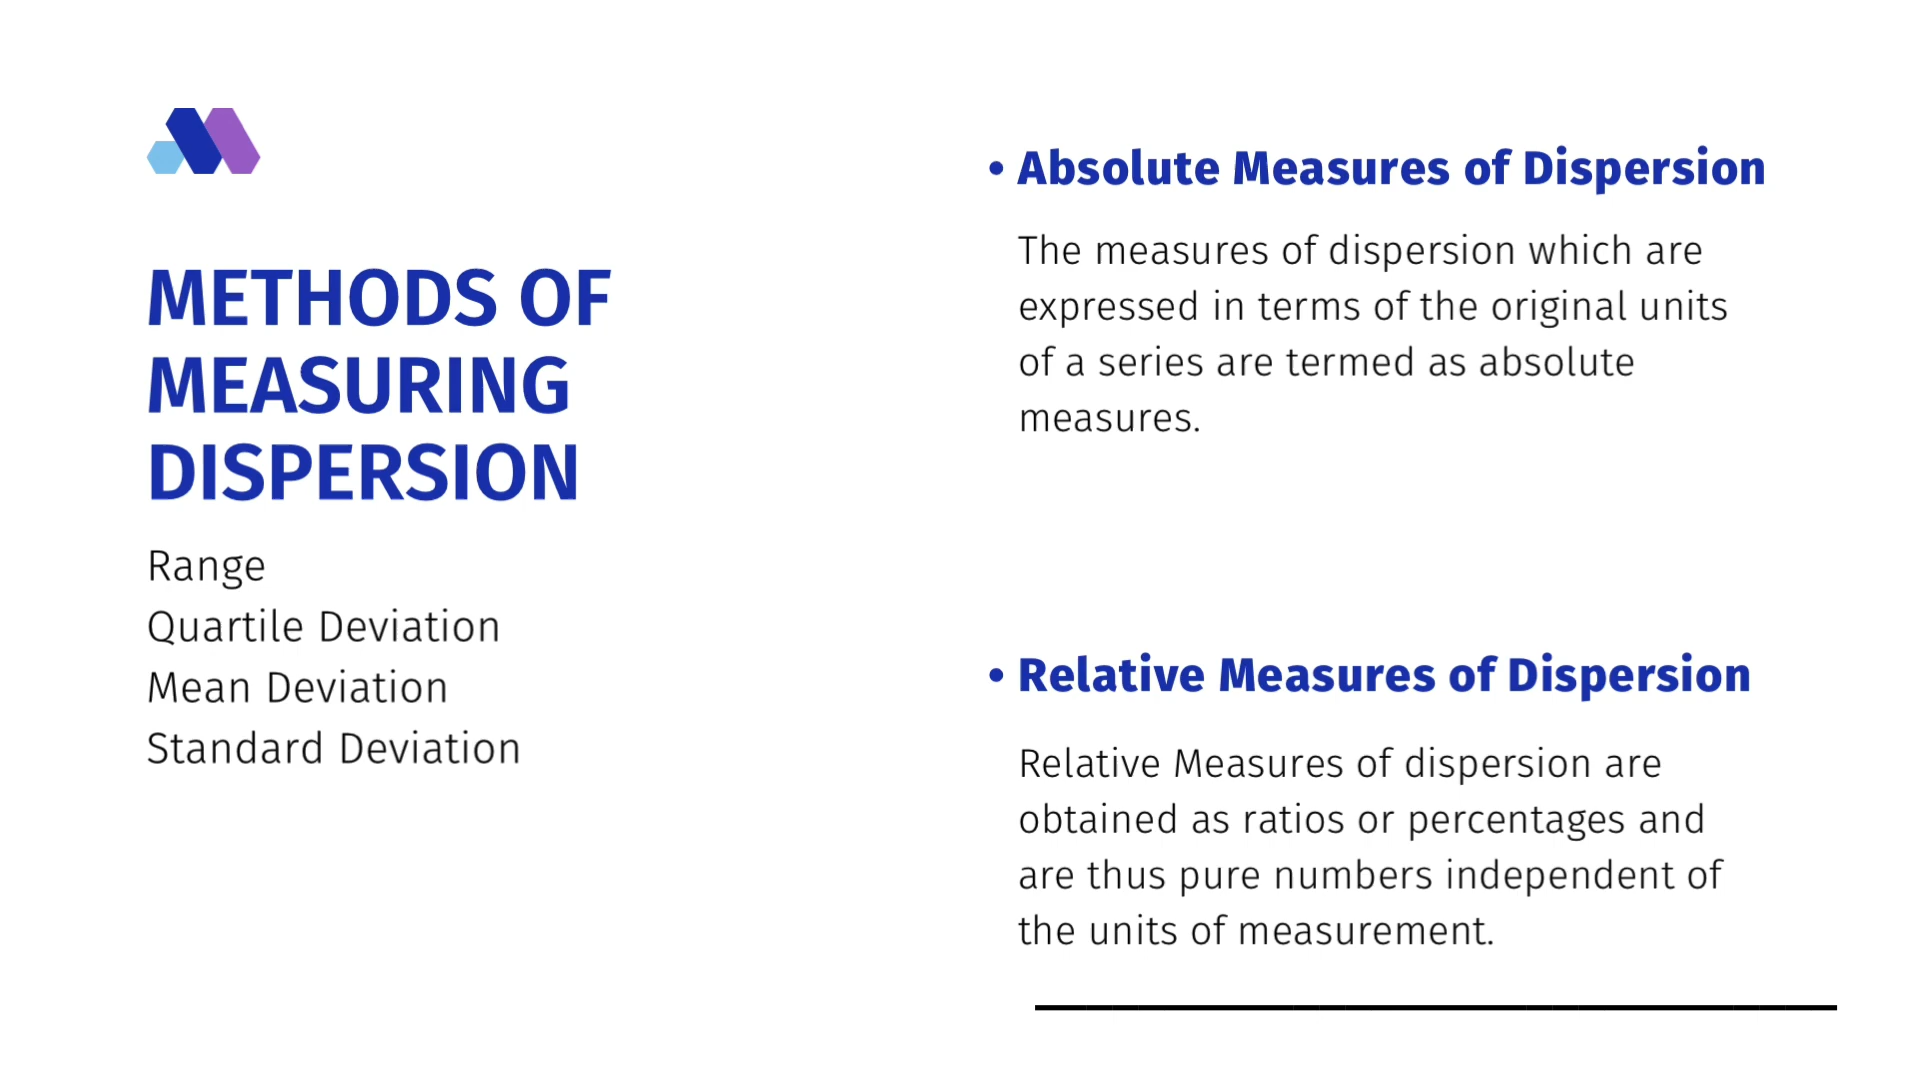 METHODS OF
MEASURING
DISPERSION
Range
Quartile Deviation
Mean Deviation
Standard Deviation
• Absolute Measures of Dispersion
The measures of dispersion which are
expressed in terms of the original units
of a series are termed as absolute
measures.
• Relative Measures of Dispersion
Relative Measures of dispersion are
obtained as ratios or percentages and
are thus pure numbers independent of
the units of measurement.